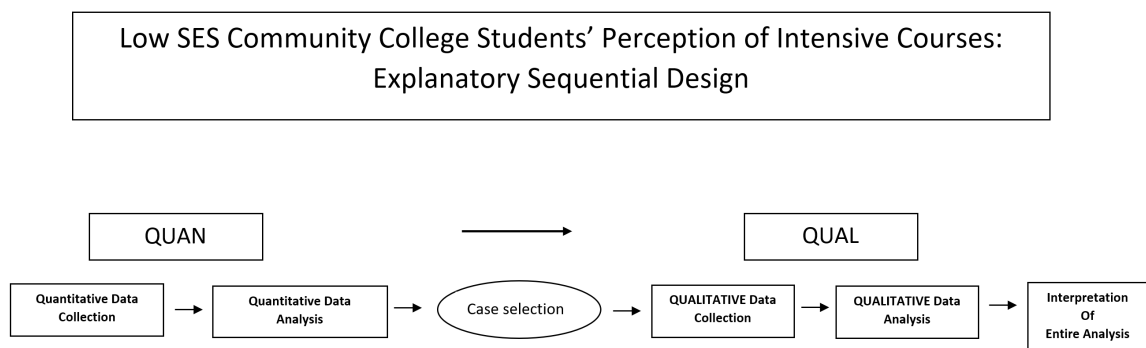 Low SES Community College Students’ Perception of Intensive Courses:
Explanatory Sequential Design
QUAN
QUAL
Quantitative Data
Collection
Quantitative Data
Analysis
Case selection
QUALITATIVE Data
Collection
QUALITATIVE Data
Analysis
Interpretation
Of
Entire Analysis